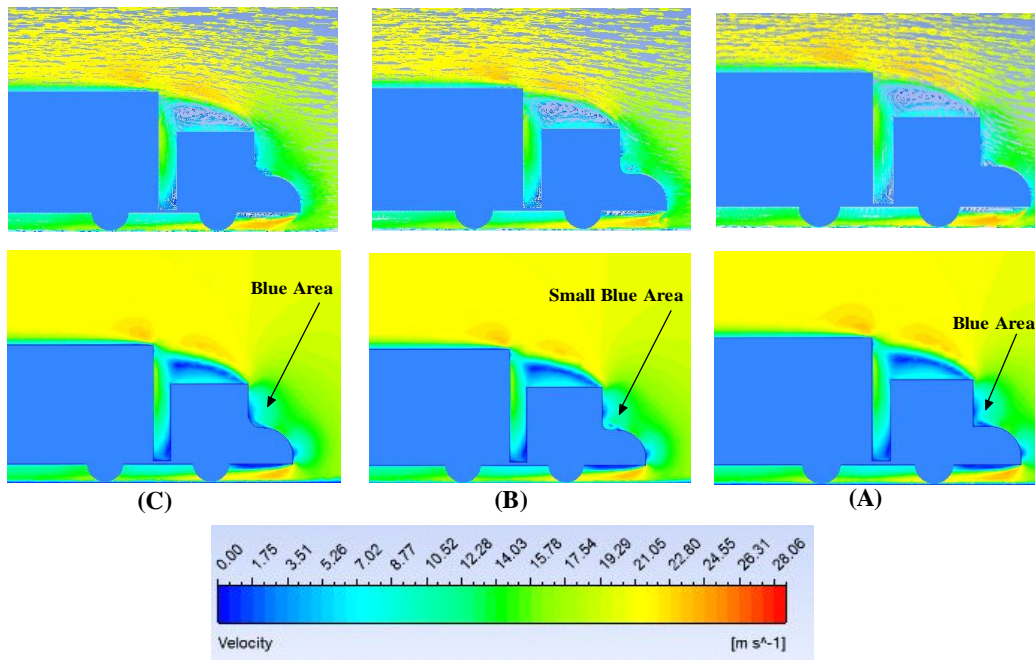 Blue Area
Small Blue Area
Blue Area
(C)
(B)
(A)
0.00 1.75 3.51 5.26 7.02 8.77 10.52 12.28 14.03 15.78 17.54 19.29 21.05 22.80 24.55 26.31 28.06
Velocity [m s^-1]